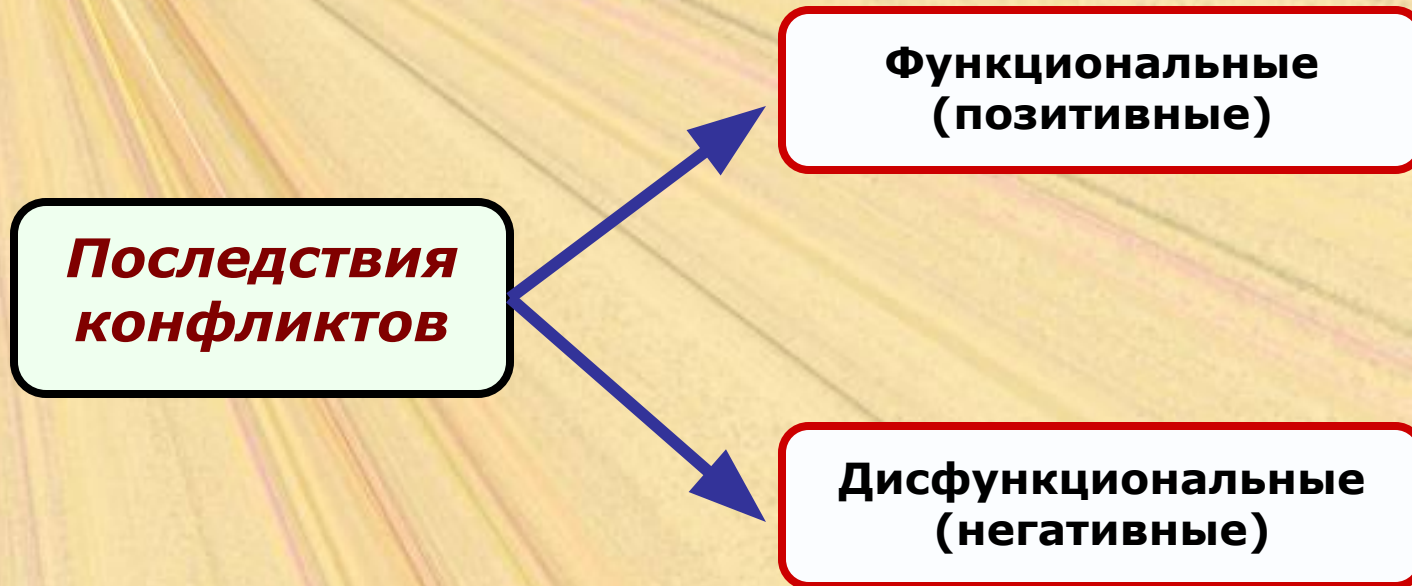 Функциональные
(позитивные)
Последствия
конфликтов
Дисфункциональные
(негативные)